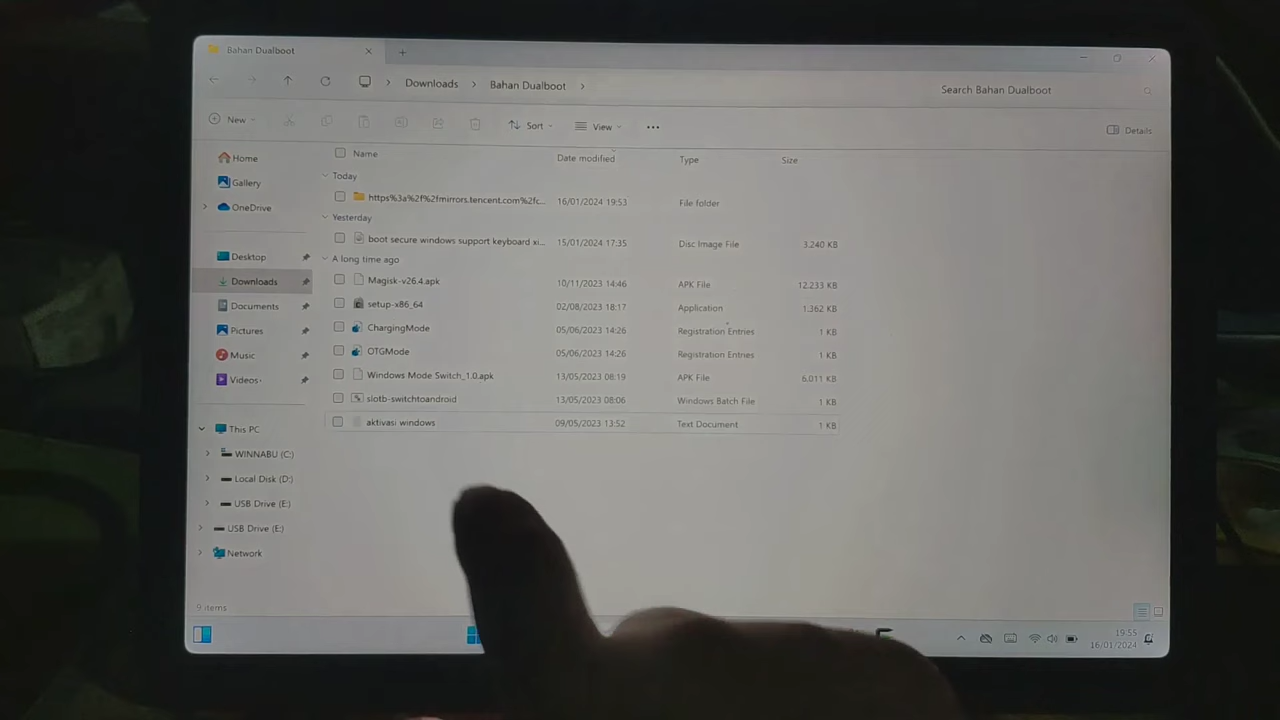 Bahan Dualboot
Downloads > Bahan Dualboot >
Search Bahan Dualboot
New
Sort
View
Details
Name Date modified Type Size
Today
https%3a%2f%2fmirrors.tencent.com%2fc... 16/01/2024 19:53 File folder
Yesterday
boot secure windows support keyboard xi... 15/01/2024 17:35 Disc Image File 3.240 KB
A long time ago
Magisk-v26.4.apk 10/11/2023 14:46 APK File 12.233 KB
setup-x86_64 02/08/2023 18:17 Application 1.362 KB
ChargingMode 05/06/2023 14:26 Registration Entries 1 KB
OTGMode 05/06/2023 14:26 Registration Entries 1 KB
Windows Mode Switch_1.0.apk 13/05/2023 08:19 APK File 6.011 KB
slotb-switchtoandroid 13/05/2023 08:06 Windows Batch File 1 KB
aktivasi windows 09/05/2023 13:52 Text Document 1 KB
Home
Gallery
OneDrive
Desktop
Downloads
Documents
Pictures
Music
Videos
This PC
WINNABU (C:)
Local Disk (D:)
USB Drive (E:)
USB Drive (E:)
Network
9 items
19.55
16/01/2024